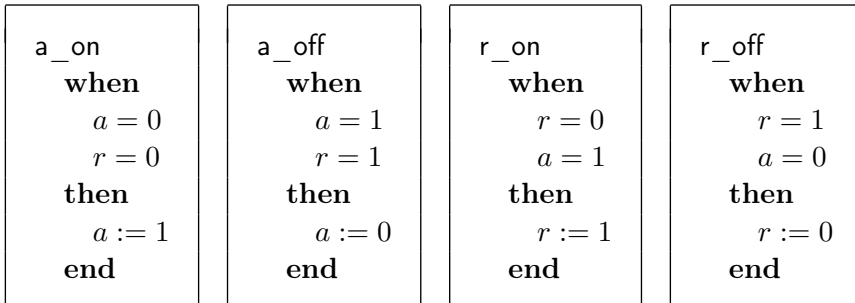 a_on
when
a = 0
r = 0
then
a := 1
end
a_off
when
a = 1
r = 1
then
a := 0
end
r_on
when
r = 0
a = 1
then
r := 1
end
r_off
when
r = 1
a = 0
then
r := 0
end